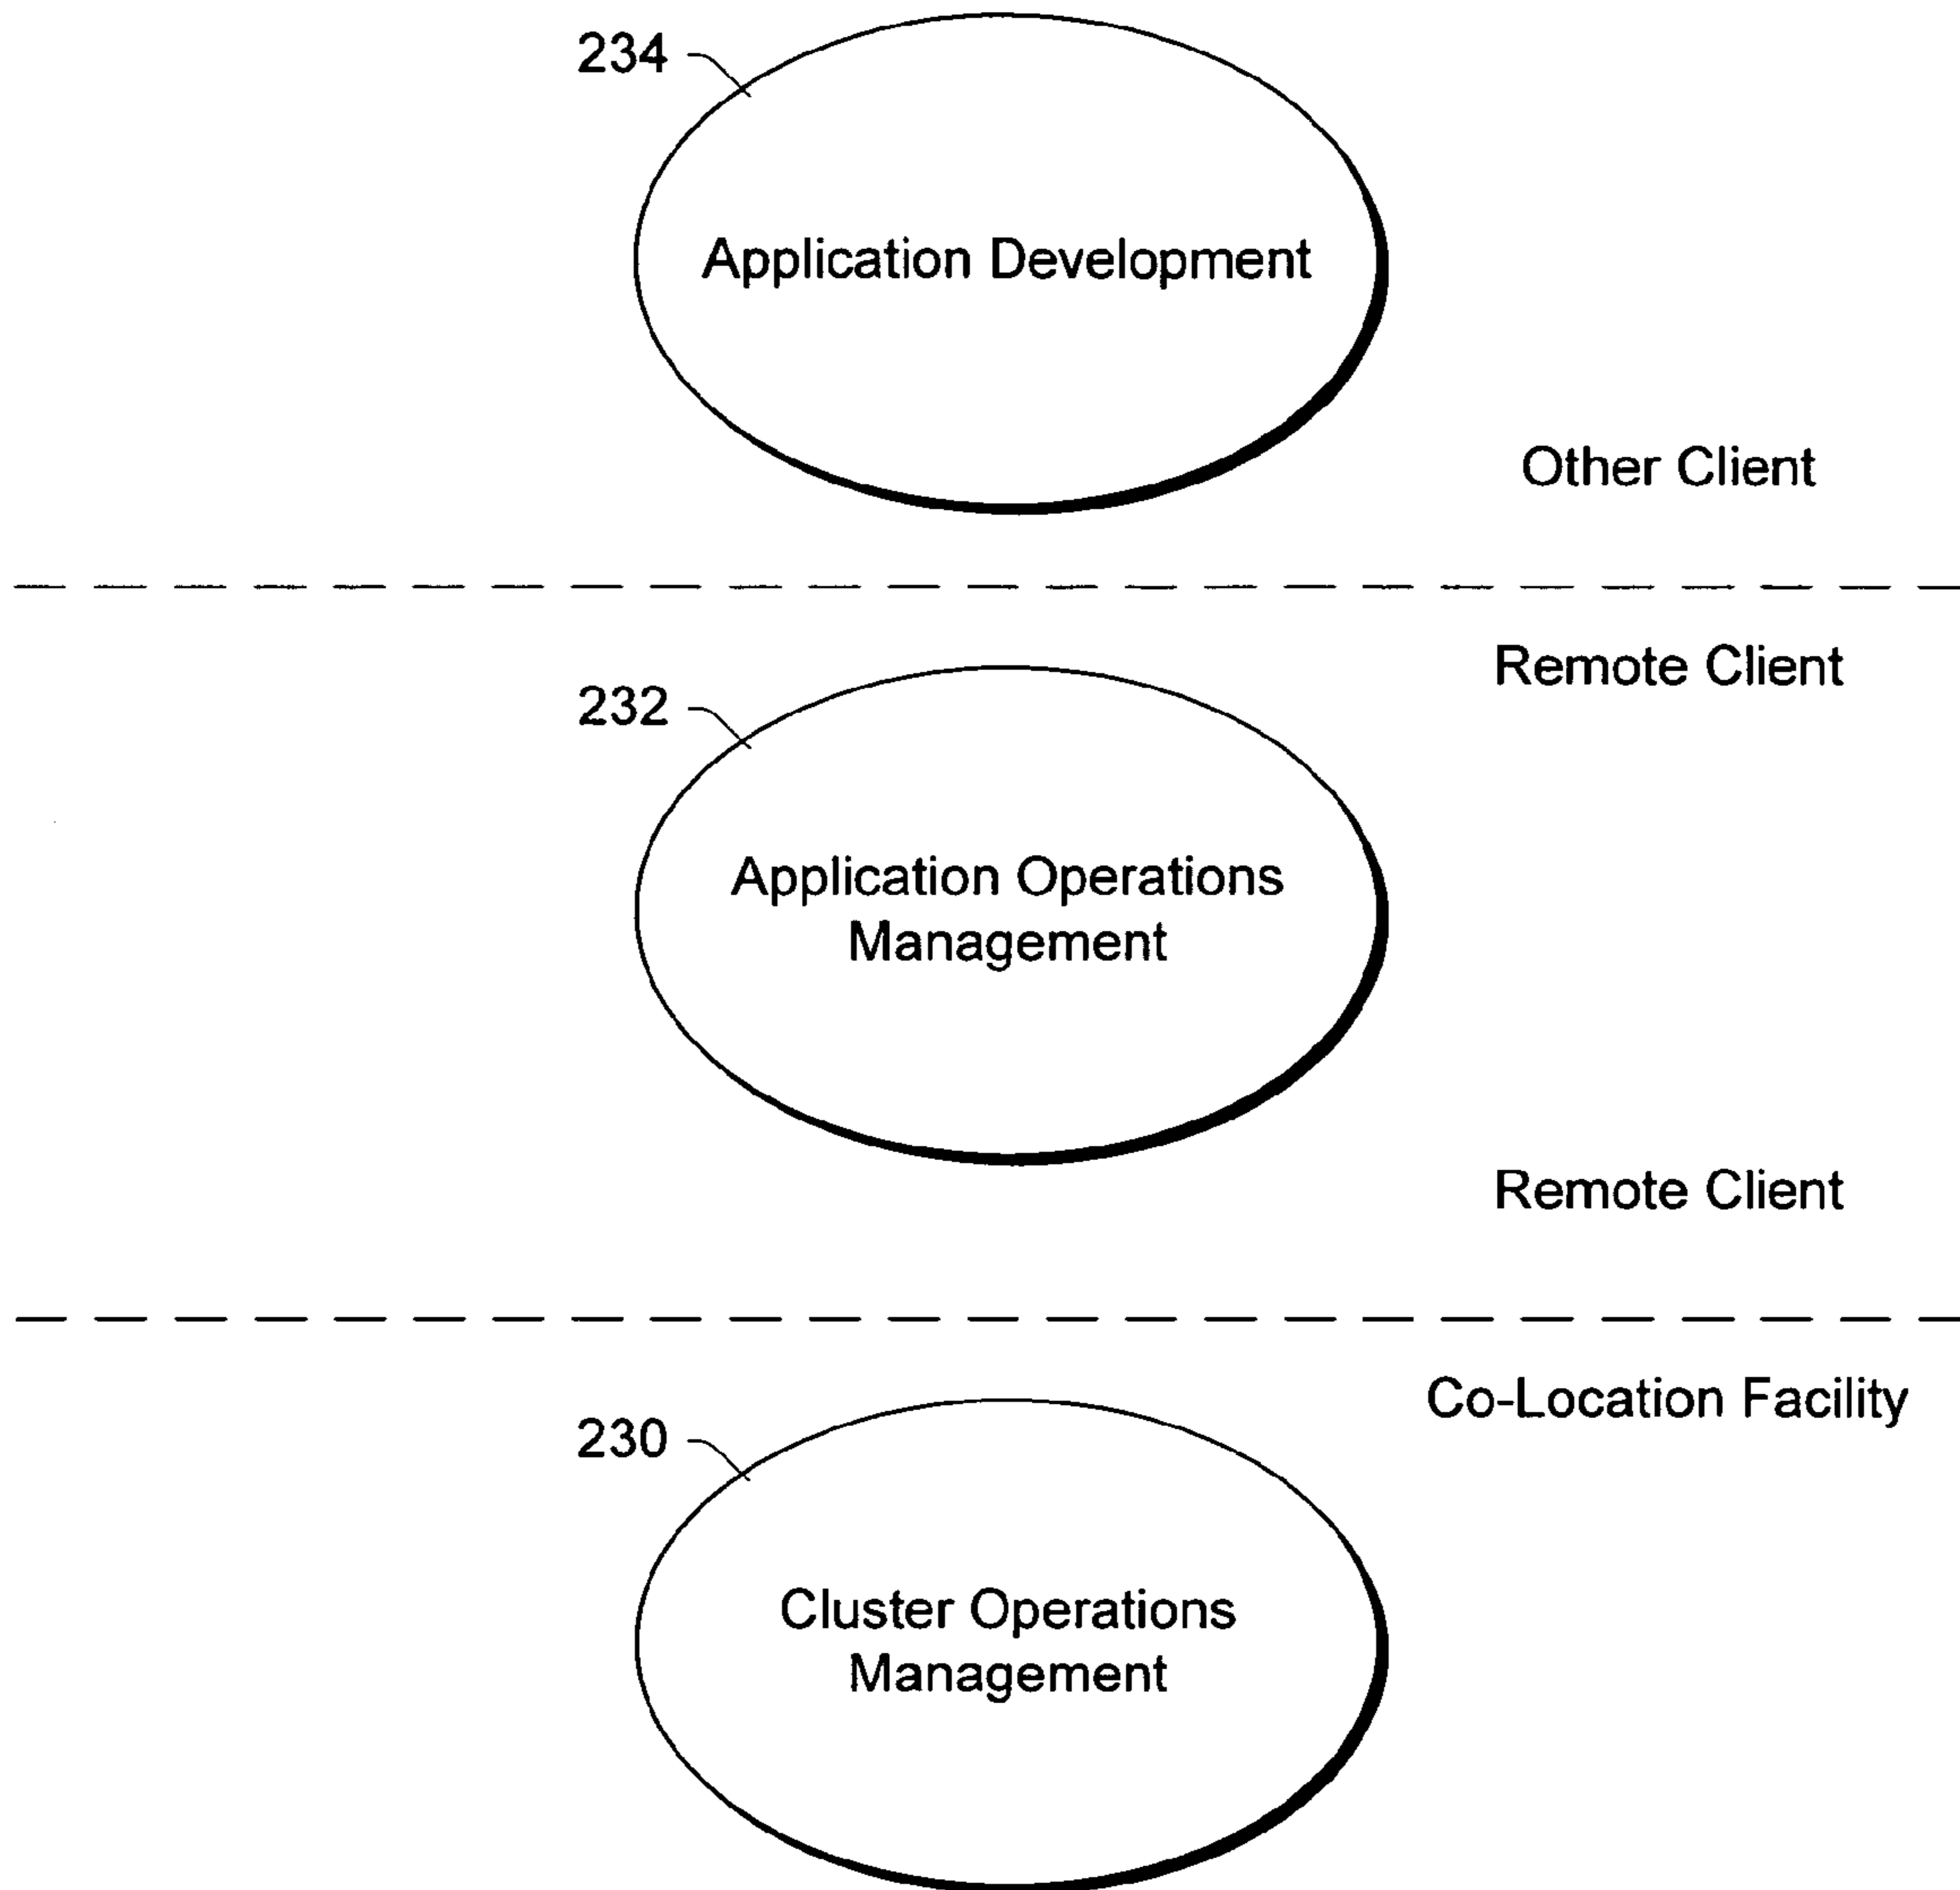 234
Application Development
Other Client
Remote Client
232
Application Operations
Management
Remote Client
Co-Location Facility
230
Cluster Operations
Management